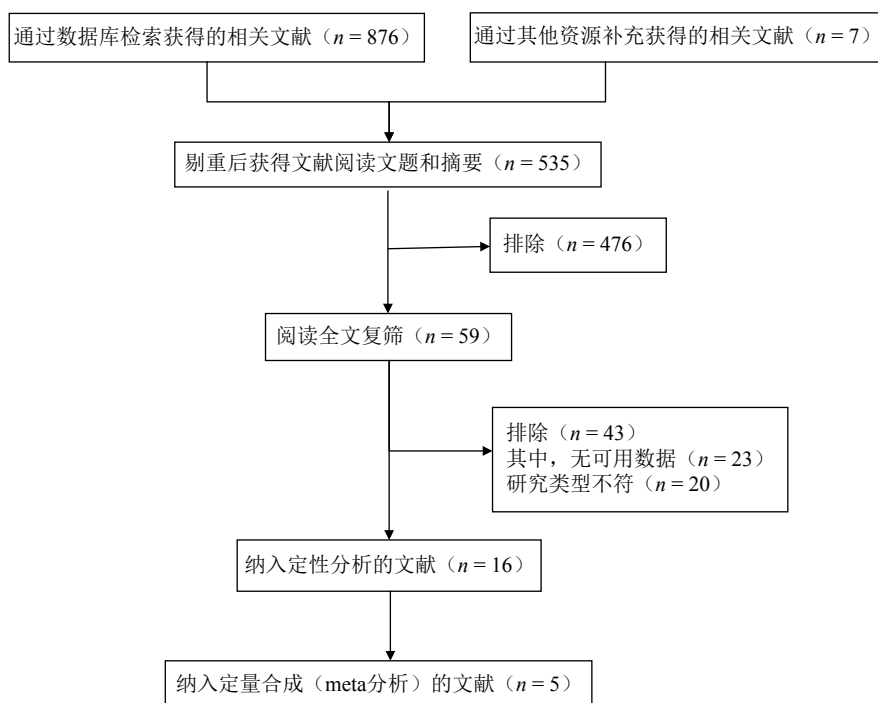 通过数据库检索获得的相关文献（n = 876）
通过其他资源补充获得的相关文献（n = 7）
剔重后获得文献阅读文题和摘要（n = 535）
排除（n = 476）
阅读全文复筛（n = 59）
排除（n = 43）
其中，无可用数据（n = 23）
研究类型不符（n = 20）
纳入定性分析的文献（n = 16）
纳入定量合成（meta分析）的文献（n = 5）